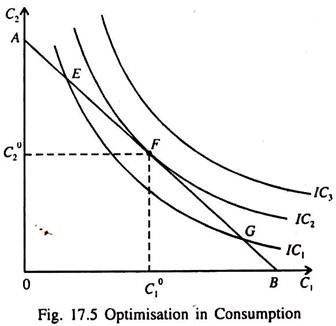 C₂
A
E
F
C₂⁰
IC₃
IC₂
G
IC₁
0
C₁⁰
B
C₁
Fig. 17.5 Optimisation in Consumption